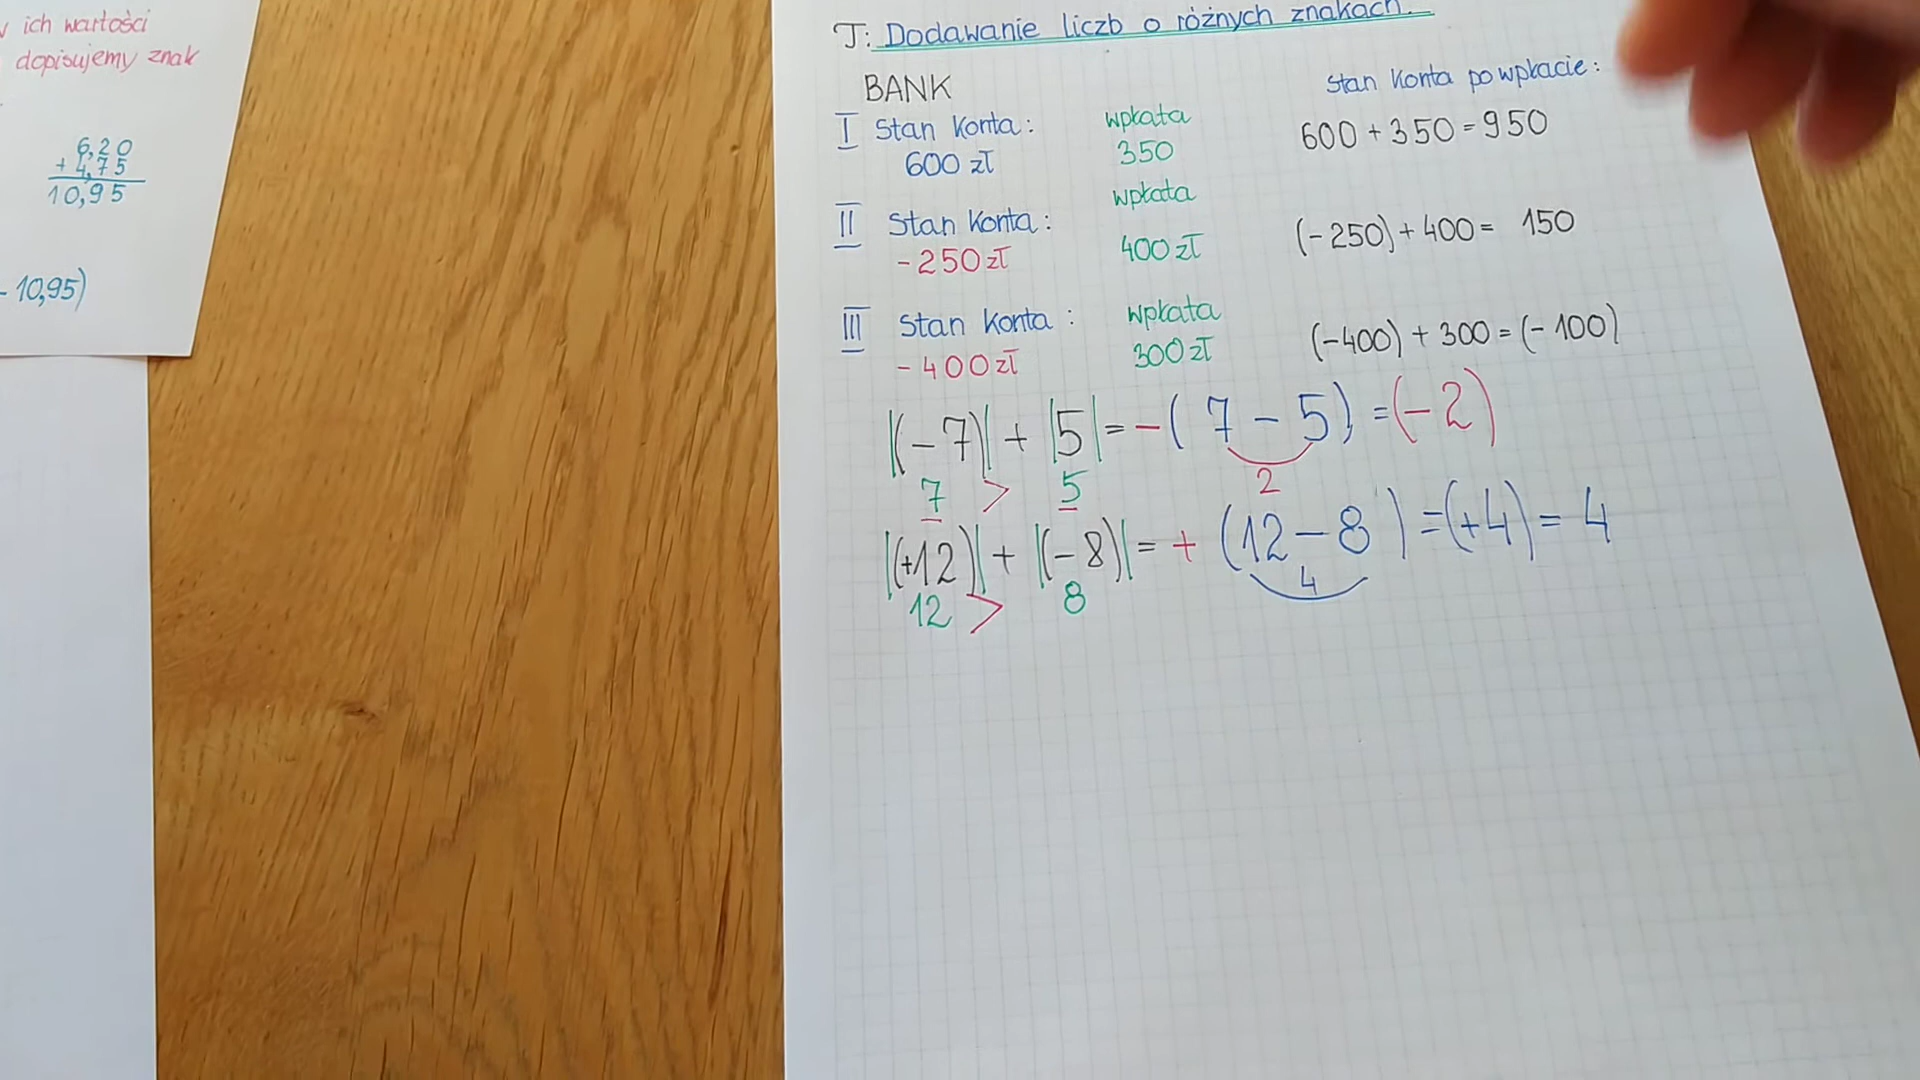 ich wartości
dopisujemy znak
6,20
+ 4,75
10,95
- 10,95)
T: Dodawanie liczb o różnych znakach.
BANK
Stan Konta po wpłacie:
I Stan Konta: wpłata
600 zł 350 600 + 350 = 950
wpłata
II Stan Konta:
- 250 zł 400 zł (- 250) + 400 = 150
III Stan Konta: wpłata
- 400 zł 300 zł (-400) + 300 = (- 100)
|(-7)| + |5| = -( 7 - 5) = (-2)
7 > 5 2
|(+12)| + |(-8)| = + (12 - 8) = (+4) = 4
12 > 8 4